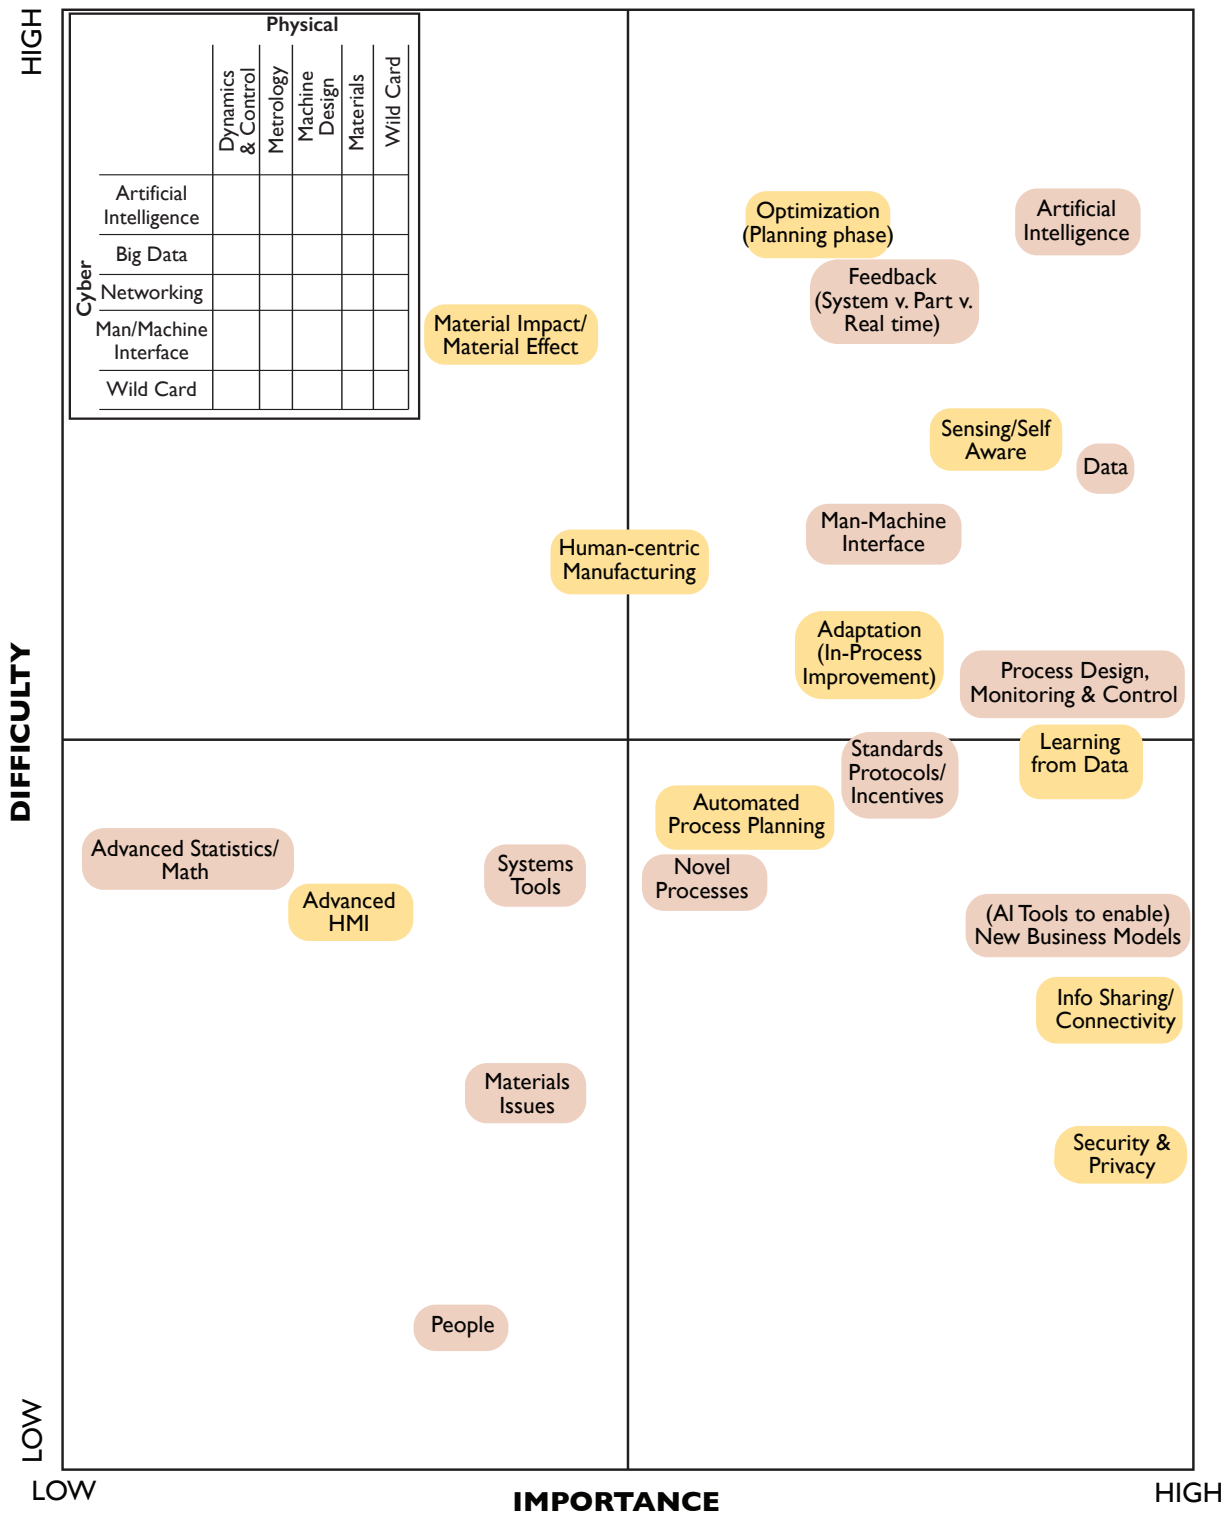 HIGH
Physical
Dynamics
& Control
Metrology
Machine
Design
Materials
Wild Card
Cyber
Artificial
Intelligence
Big Data
Networking
Man/Machine
Interface
Wild Card
Optimization
(Planning phase)
Artificial
Intelligence
Feedback
(System v. Part v.
Real time)
Material Impact/
Material Effect
Sensing/Self
Aware
Data
Man-Machine
Interface
Human-centric
Manufacturing
Adaptation
(In-Process
Improvement)
Process Design,
Monitoring & Control
DIFFICULTY
Standards
Protocols/
Incentives
Learning
from Data
Automated
Process Planning
Advanced Statistics/
Math
Systems
Tools
Novel
Processes
Advanced
HMI
(AI Tools to enable)
New Business Models
Info Sharing/
Connectivity
Materials
Issues
Security &
Privacy
People
LOW
LOW
IMPORTANCE
HIGH